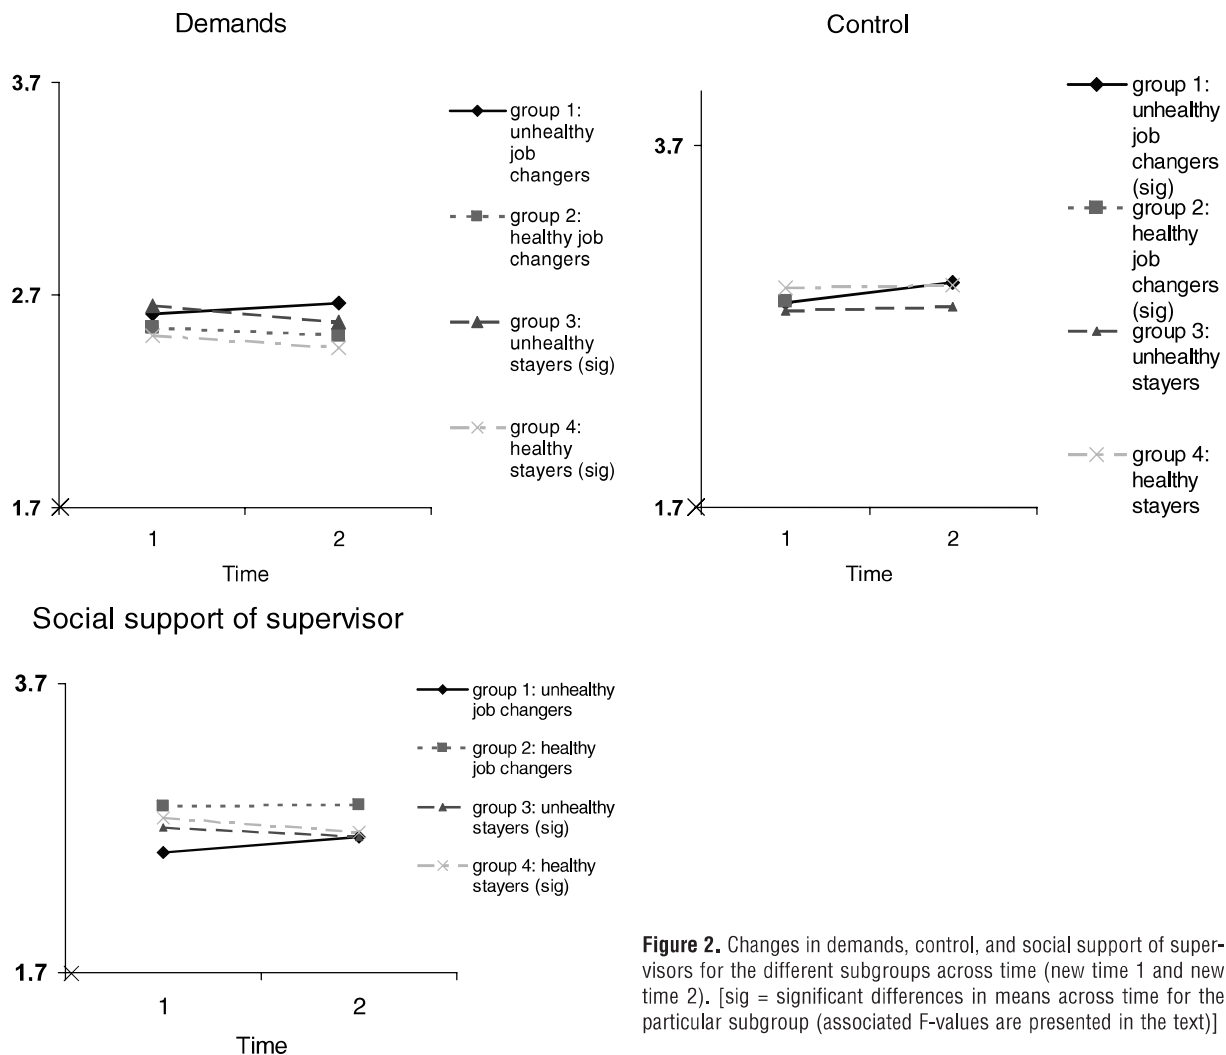 Demands
3.7
2.7
1.7
1
2
Time
group 1:
unhealthy
job
changers
group 2:
healthy job
changers
group 3:
unhealthy
stayers (sig)
group 4:
healthy
stayers (sig)
Control
3.7
2.7
1.7
1
2
Time
group 1:
unhealthy
job
changers
(sig)
group 2:
healthy
job
changers
(sig)
group 3:
unhealthy
stayers
group 4:
healthy
stayers
Social support of supervisor
3.7
1.7
1
2
Time
group 1: unhealthy
job changers
group 2: healthy
job changers
group 3: unhealthy
stayers (sig)
group 4: healthy
stayers (sig)
Figure 2. Changes in demands, control, and social support of super-
visors for the different subgroups across time (new time 1 and new
time 2). [sig = significant differences in means across time for the
particular subgroup (associated F-values are presented in the text)]